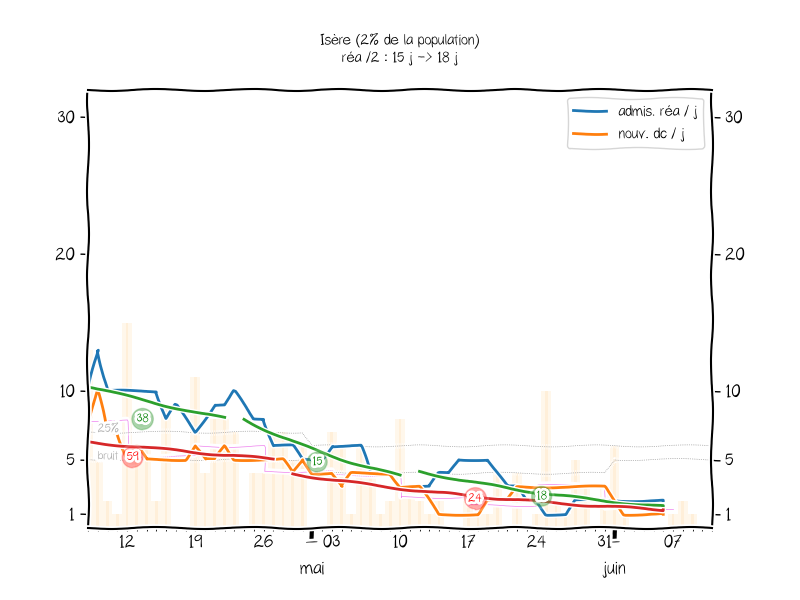 Isère (2% de la population)
réa /2 : 15 j -> 18 j
admis. réa / j
nouv. dc / j
30 30
20 20
10 10
5 5
1 1
38
25%
bruit
59
15
24
18
12 19 26 03 10 17 24 31 07
mai juin